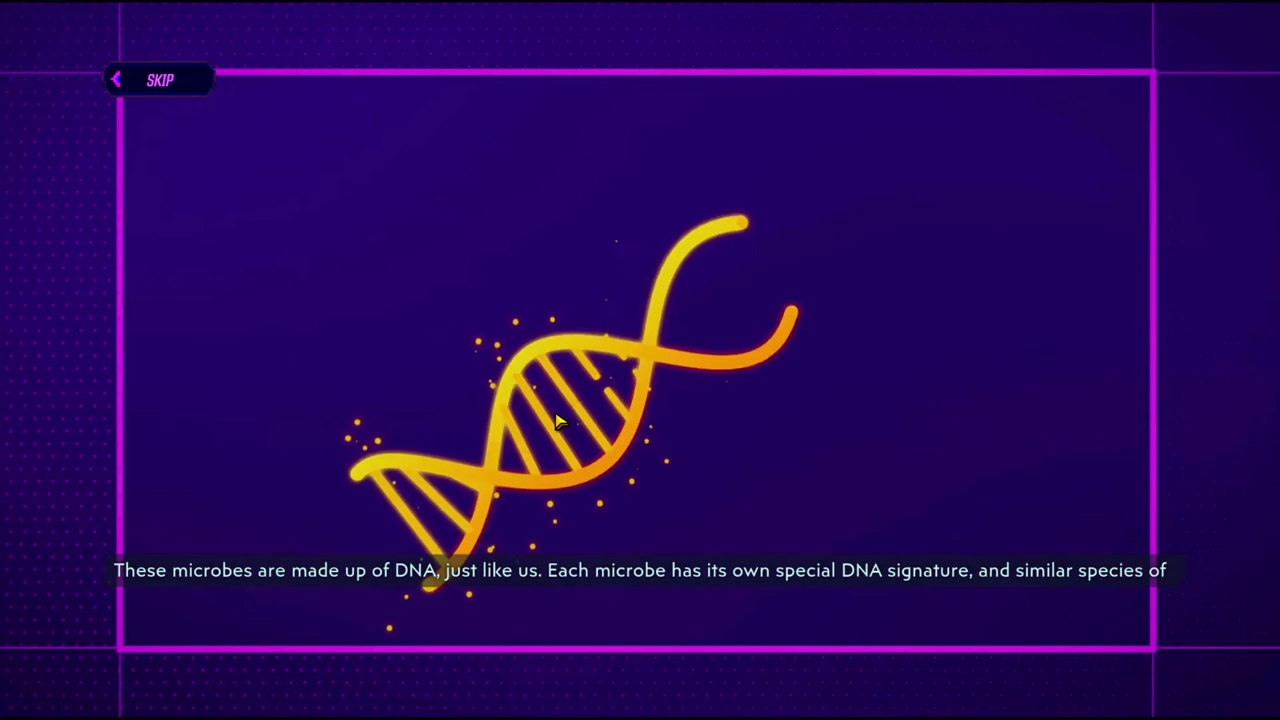 SKIP
These microbes are made up of DNA, just like us. Each microbe has its own special DNA signature, and similar species of